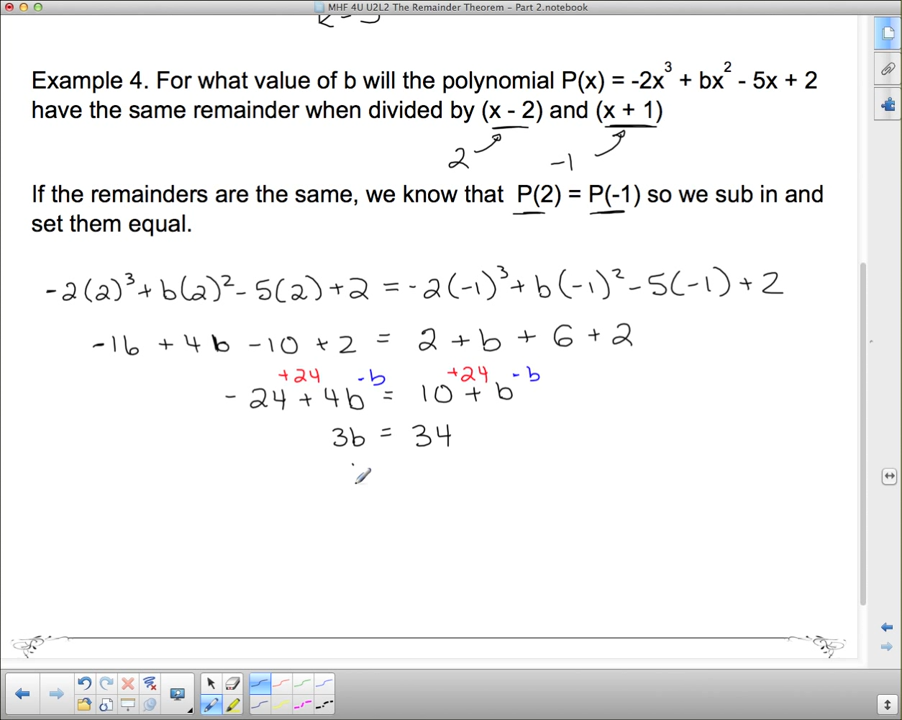 MHF 4U U2L2 The Remainder Theorem - Part 2.notebook
Example 4. For what value of b will the polynomial P(x) = -2x³ + bx² - 5x + 2
have the same remainder when divided by (x - 2) and (x + 1)
2 -1
If the remainders are the same, we know that P(2) = P(-1) so we sub in and
set them equal.
-2(2)³ + b(2)² - 5(2) + 2 = -2(-1)³ + b(-1)² - 5(-1) + 2
-16 + 4b - 10 + 2 = 2 + b + 6 + 2
+24 -b +24 -b
-24 + 4b = 10 + b
3b = 34